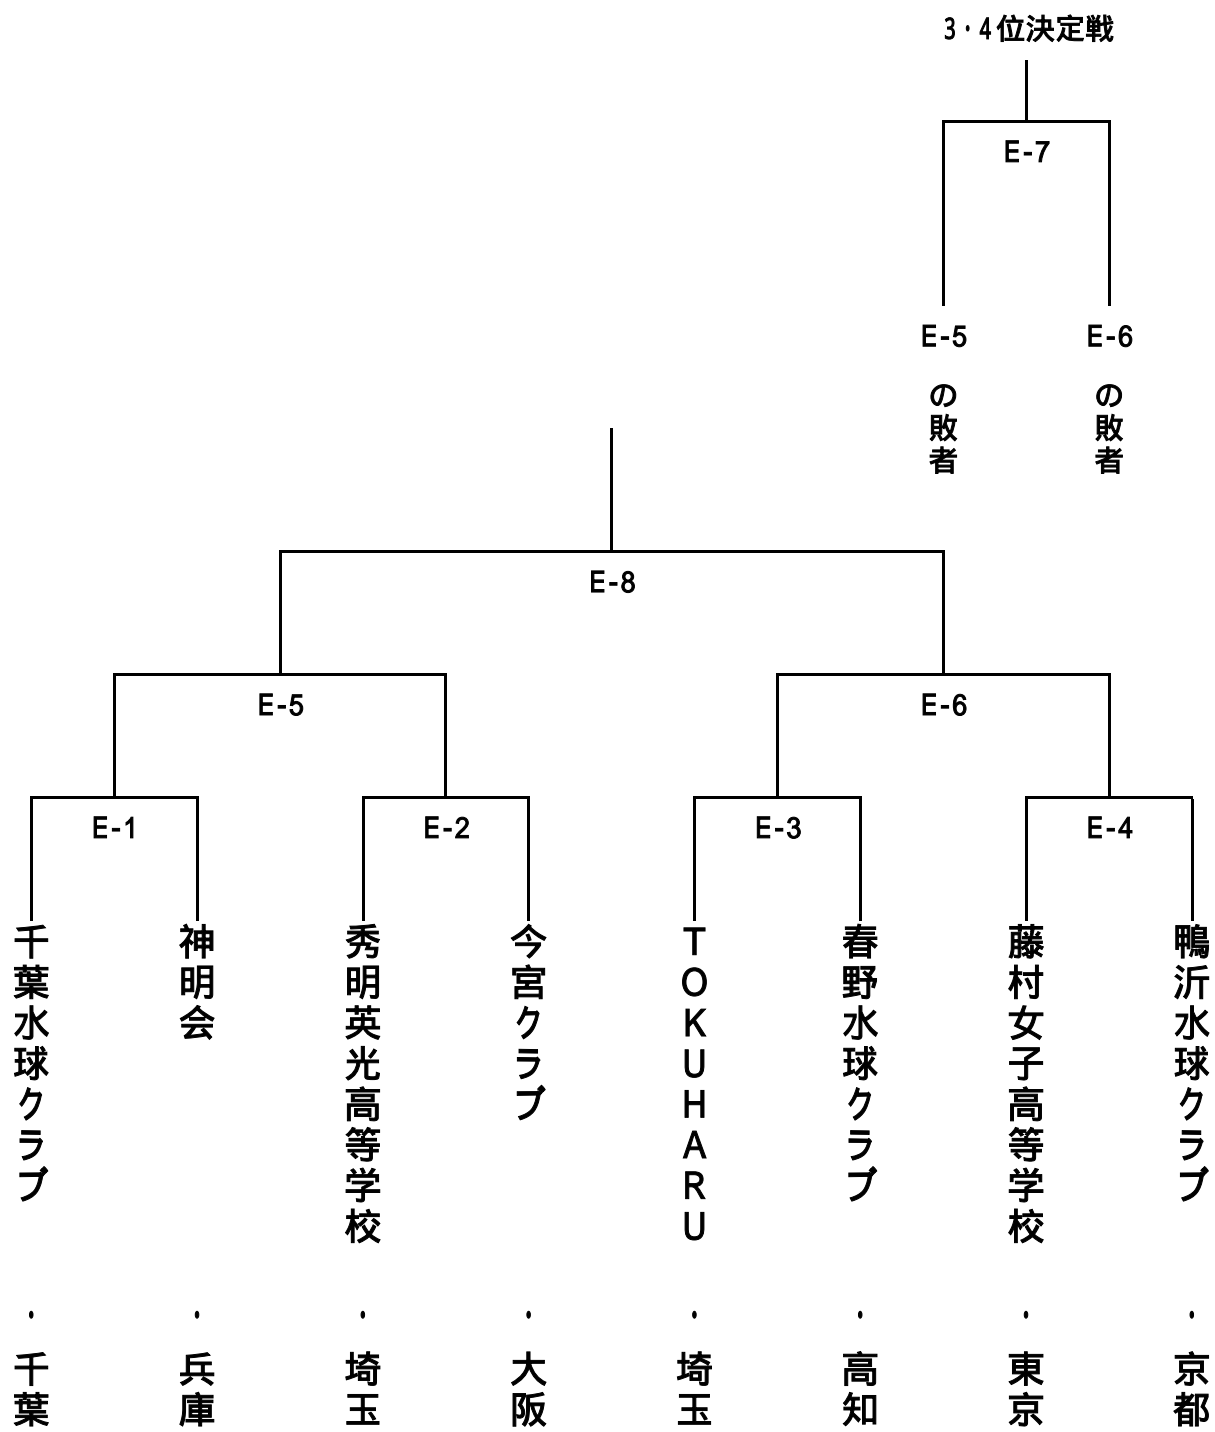 3・4位決定戦
E-7
E-5の敗者
E-6の敗者
E-8
E-5
E-6
E-1
E-2
E-3
E-4
千葉水球クラブ・千葉
神明会・兵庫
秀明英光高等学校・埼玉
今宮クラブ・大阪
TOKUHARU・埼玉
春野水球クラブ・高知
藤村女子高等学校・東京
鴨沂水球クラブ・京都